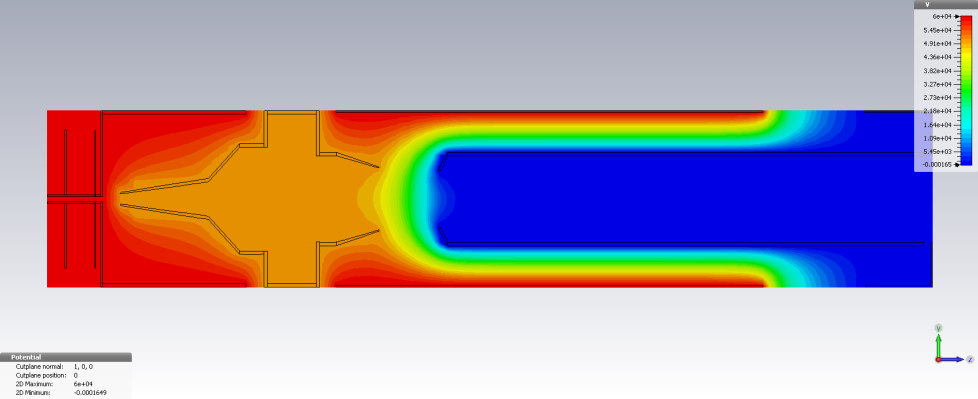 V
6e+04
5.45e+04
4.91e+04
4.36e+04
3.82e+04
3.27e+04
2.73e+04
2.18e+04
1.64e+04
1.09e+04
5.45e+03
-0.000165
y
z
Potential
Cutplane normal: 1, 0, 0
Cutplane position: 0
2D Maximum: 6e+04
2D Minimum: -0.0001649